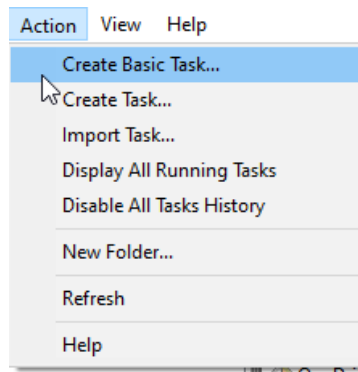 Action View Help
Create Basic Task...
Create Task...
Import Task...
Display All Running Tasks
Disable All Tasks History
New Folder...
Refresh
Help